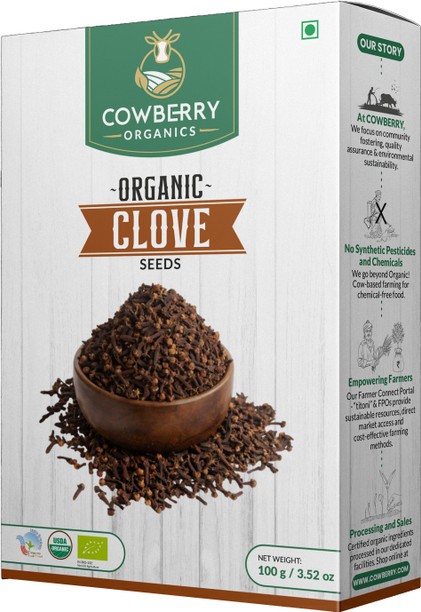 COWBERRY
ORGANICS
~ORGANIC~
CLOVE
SEEDS
USDA
ORGANIC
NET WEIGHT:
100 g / 3.52 oz
OUR STORY
At COWBERRY,
We focus on community
fostering, quality
assurance & environmental
sustainability.
X
No Synthetic Pesticides
and Chemicals
We go beyond Organic!
Cow-based farming for
chemical-free food.
Empowering Farmers
Our Farmer Connect Portal
- "titoni" & FPOs provide
sustainable resources, direct
market access and
cost-effective farming
methods.
Processing and Sales
Certified organic ingredients
processed in our dedicated
facilities. Shop online at
WWW.COWBERRY.COM